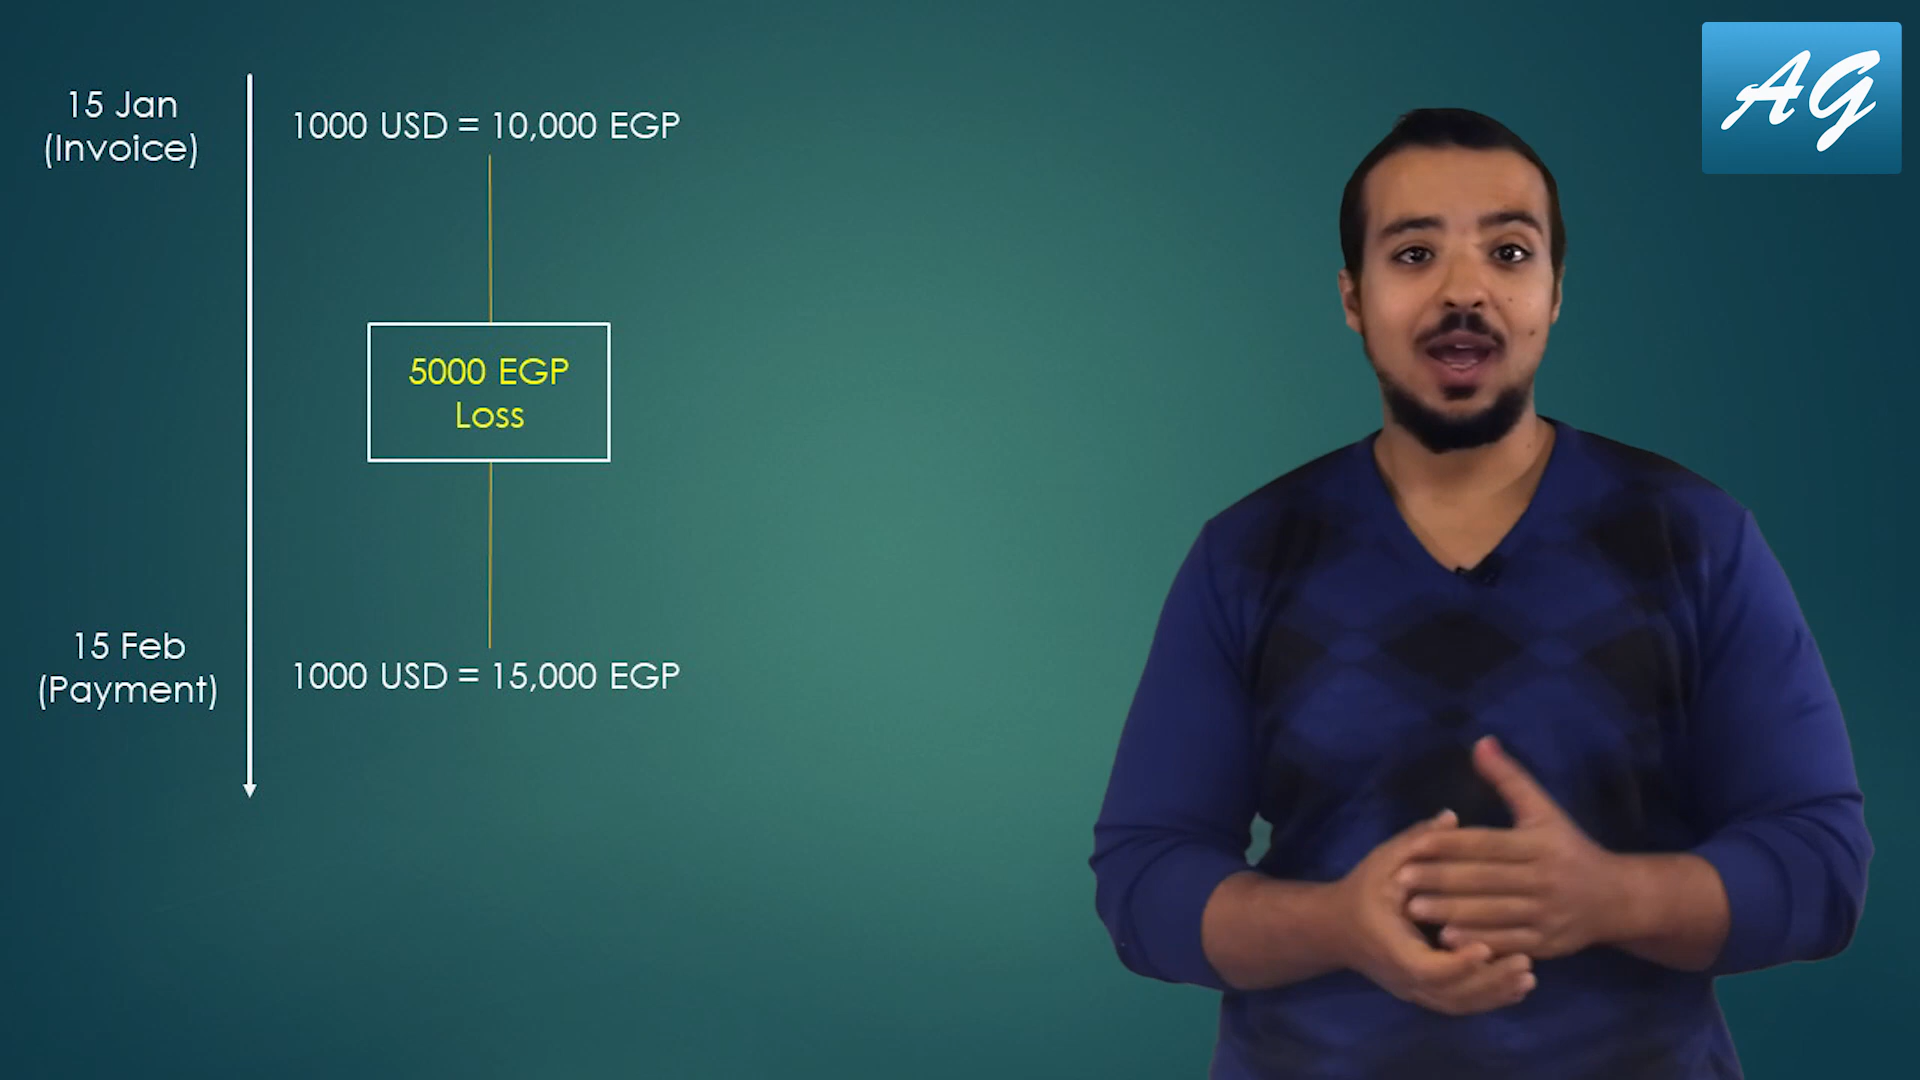 15 Jan
(Invoice)
1000 USD = 10,000 EGP
5000 EGP
Loss
15 Feb
(Payment)
1000 USD = 15,000 EGP
AG